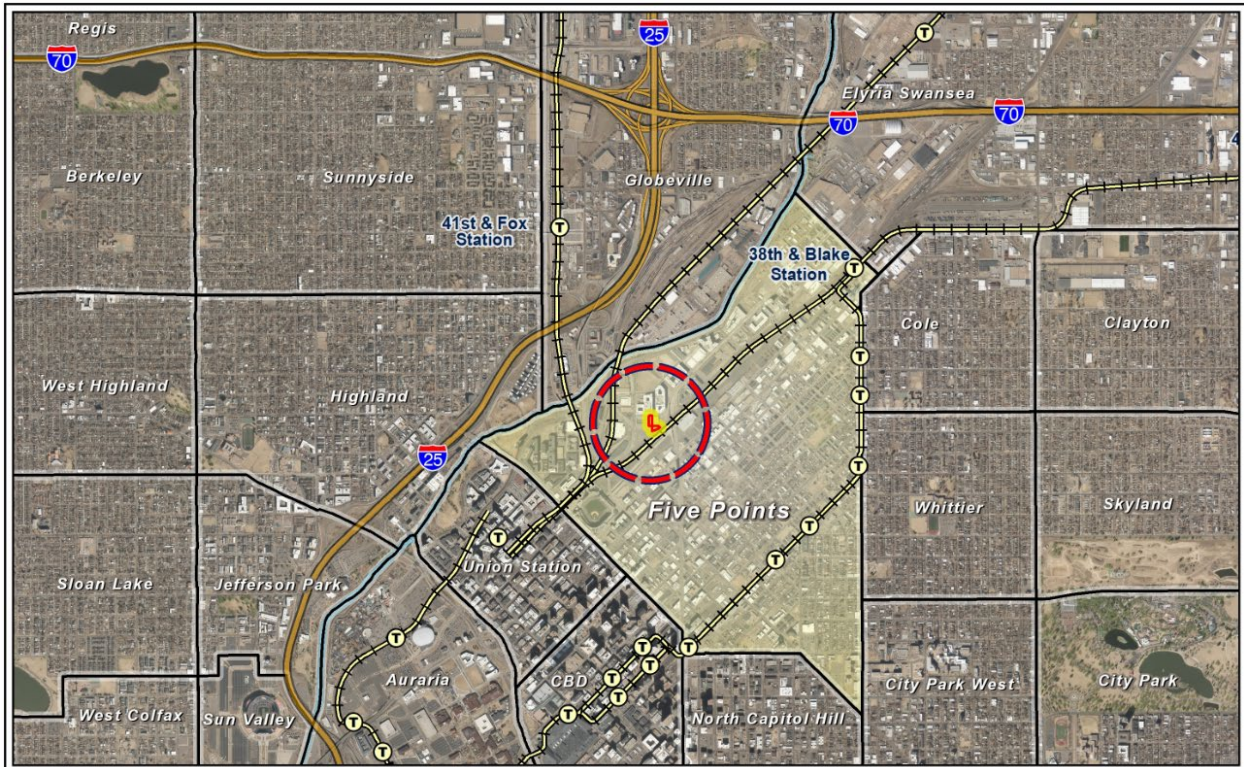 Regis
25
70
T
Elyria Swansea
70
70
4
Berkeley
Sunnyside
Globeville
41st & Fox
Station
T
38th & Blake
Station
T
Cole
Clayton
T
West Highland
Highland
T
25
T
Five Points
Whittier
Skyland
T
T
T
Union Station
Sloan Lake
Jefferson Park
T
T
T
T
T
T
Auraria
CBD
City Park West
City Park
T
West Colfax
Sun Valley
T
T
North Capitol Hill
T